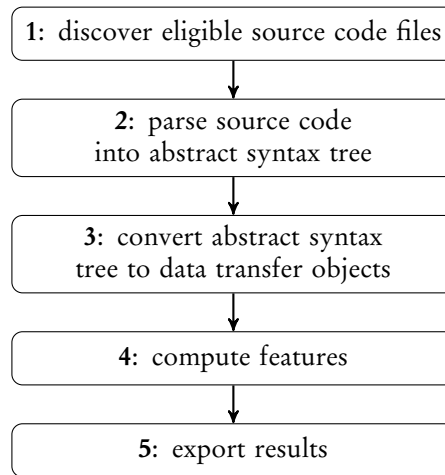 1: discover eligible source code files
2: parse source code
into abstract syntax tree
3: convert abstract syntax
tree to data transfer objects
4: compute features
5: export results